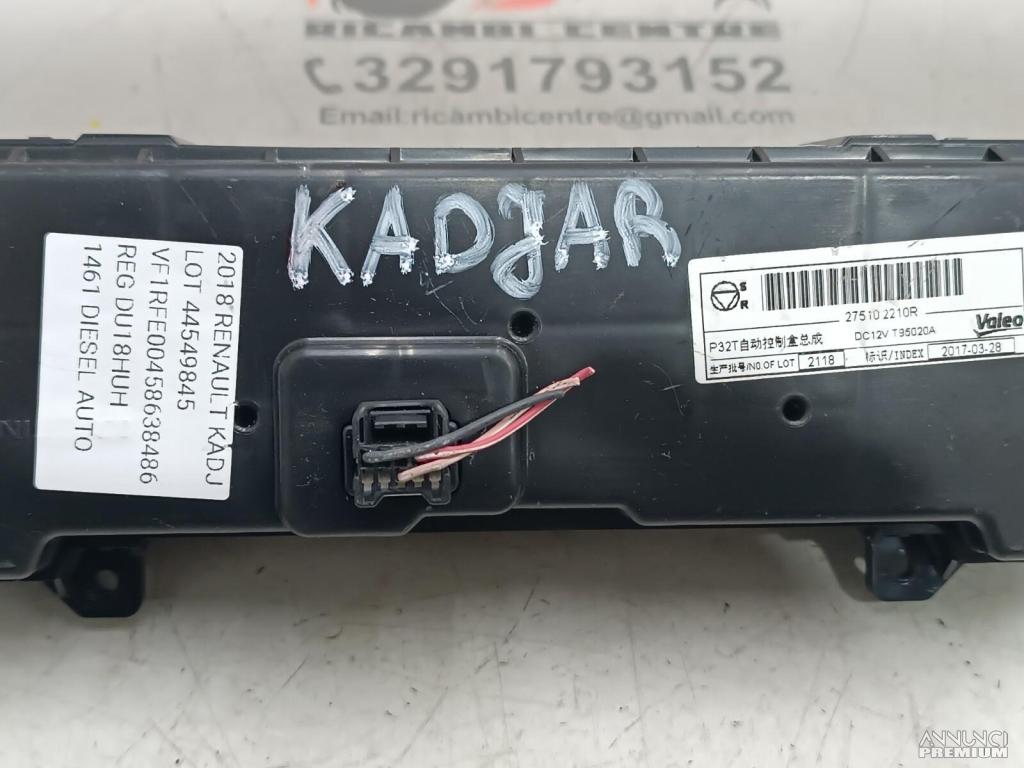 RICAMBI CENTRE
3291793152
Email:ricambicentre@gmail.com
KADJAR
2018 RENAULT KADJ
LOT 44549845
VF1RFE00458638486
REG DU18HUH
1461 DIESEL AUTO
S
R
27510 2210R
P32T自动控制盒总成
DC12V T95020A
Valeo
生产批号/NO.OF LOT
2118
标识/INDEX
2017-03-28
ANNUNCI
PREMIUM